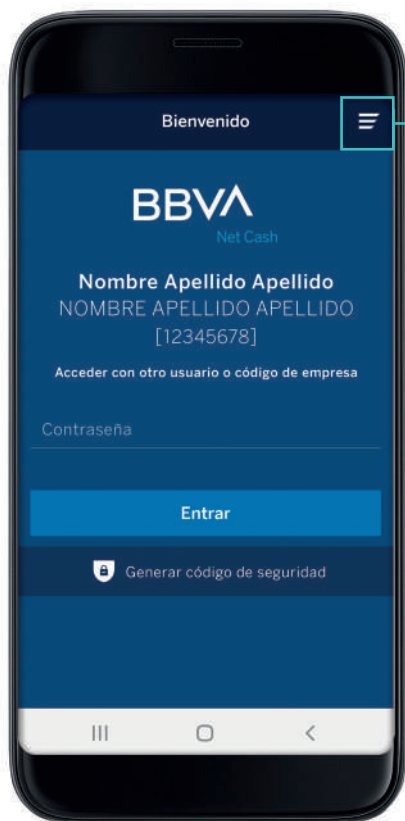 Bienvenido
BBVA
Net Cash
Nombre Apellido Apellido
NOMBRE APELLIDO APELLIDO
[12345678]
Acceder con otro usuario o código de empresa
Contraseña
Entrar
Generar código de seguridad